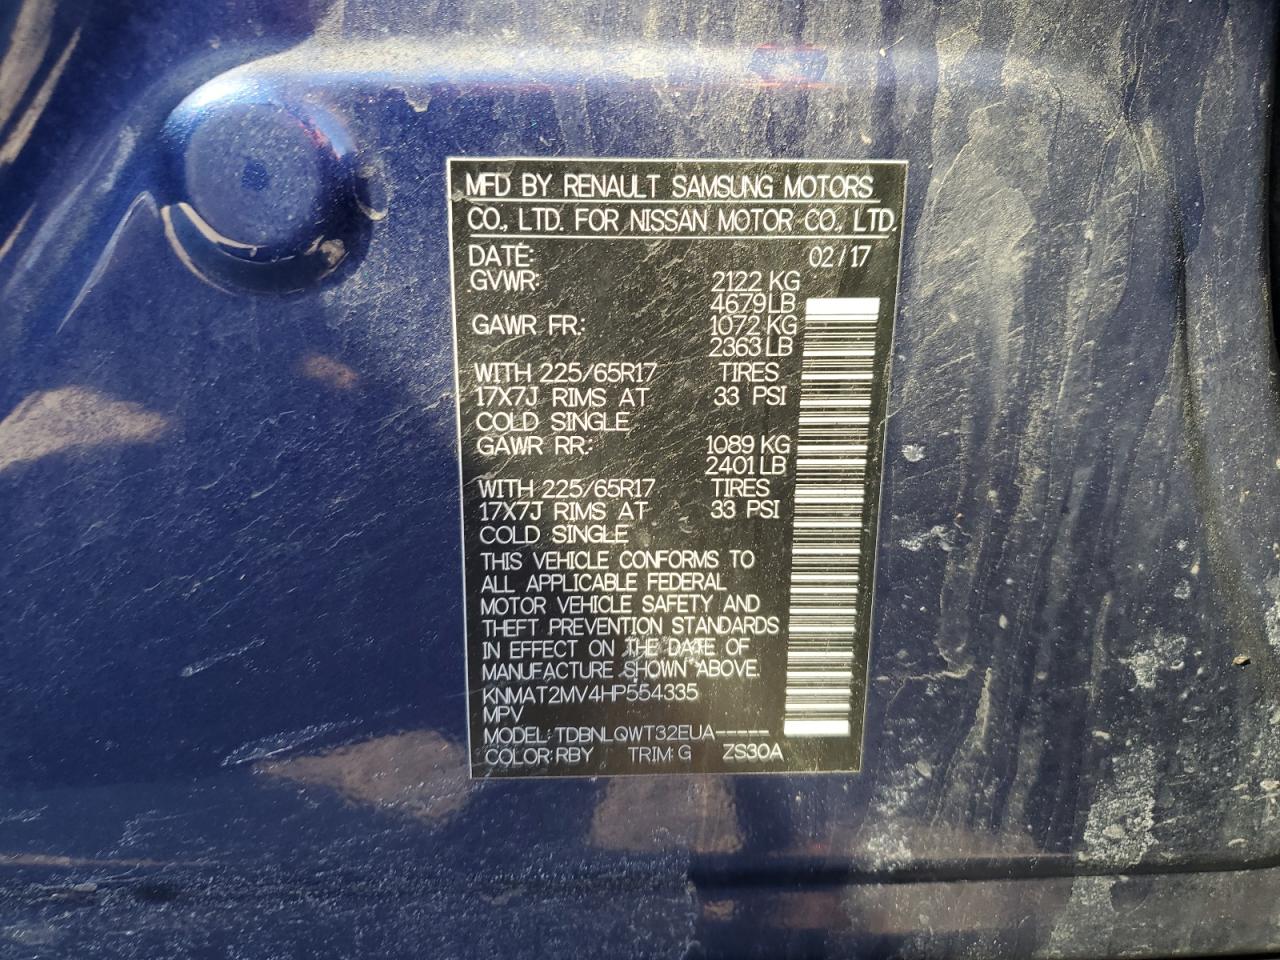 MFD BY RENAULT SAMSUNG MOTORS
CO., LTD. FOR NISSAN MOTOR CO., LTD.
DATE: 02/17
GVWR: 2122 KG
4679 LB
GAWR FR: 1072 KG
2363 LB
WITH 225/65R17 TIRES
17X7J RIMS AT 33 PSI
COLD SINGLE
GAWR RR: 1089 KG
2401 LB
WITH 225/65R17 TIRES
17X7J RIMS AT 33 PSI
COLD SINGLE
THIS VEHICLE CONFORMS TO
ALL APPLICABLE FEDERAL
MOTOR VEHICLE SAFETY AND
THEFT PREVENTION STANDARDS
IN EFFECT ON THE DATE OF
MANUFACTURE SHOWN ABOVE.
KNMAT2MV4HP554335
MPV
MODEL: TDBNLQWT32EUA-----
COLOR: RBY TRIM: G ZS30A